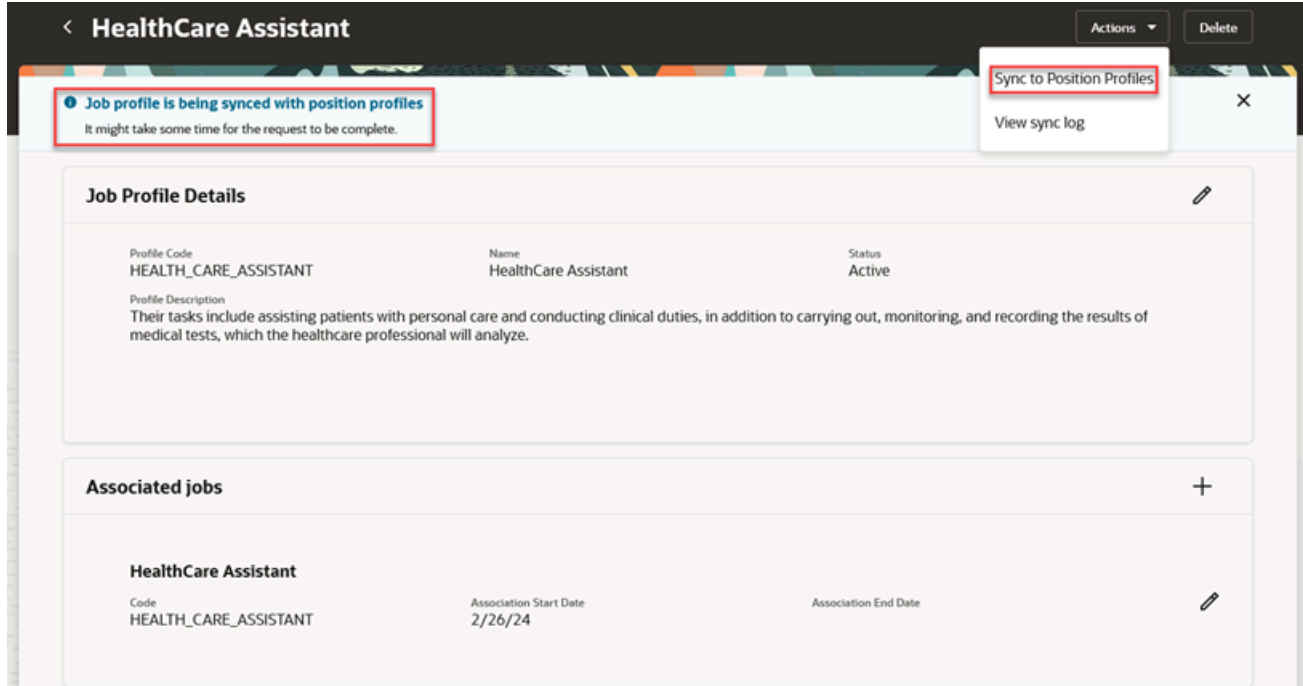 HealthCare Assistant
Actions
Delete
Sync to Position Profiles
View sync log
Job profile is being synced with position profiles
It might take some time for the request to be complete.
Job Profile Details
Profile Code
HEALTH_CARE_ASSISTANT
Name
HealthCare Assistant
Status
Active
Profile Description
Their tasks include assisting patients with personal care and conducting clinical duties, in addition to carrying out, monitoring, and recording the results of
medical tests, which the healthcare professional will analyze.
Associated jobs
HealthCare Assistant
Code
HEALTH_CARE_ASSISTANT
Association Start Date
2/26/24
Association End Date